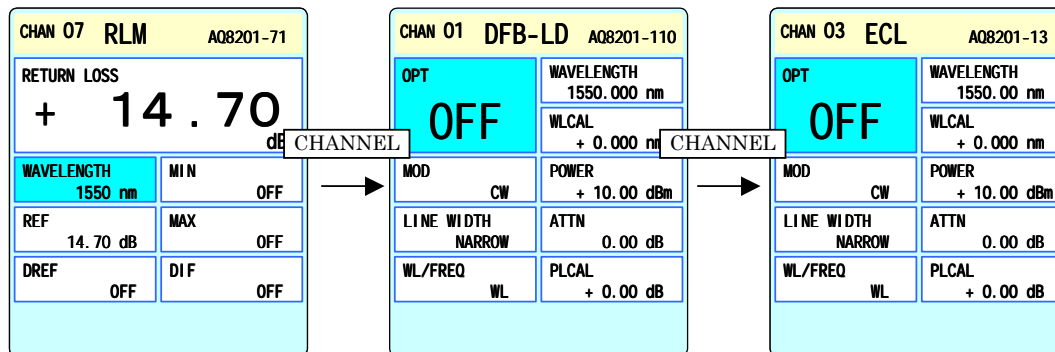 CHAN 07 RLM AQ8201-71
RETURN LOSS
+ 14.70
dB
WAVELENGTH
1550 nm
MIN
OFF
REF
14.70 dB
MAX
OFF
DREF
OFF
DIF
OFF
CHANNEL
CHAN 01 DFB-LD AQ8201-110
OPT
OFF
WAVELENGTH
1550.000 nm
WLCAL
+ 0.000 nm
MOD
CW
POWER
+ 10.00 dBm
LINE WIDTH
NARROW
ATTN
0.00 dB
WL/FREQ
WL
PLCAL
+ 0.00 dB
CHANNEL
CHAN 03 ECL AQ8201-13
OPT
OFF
WAVELENGTH
1550.00 nm
WLCAL
+ 0.000 nm
MOD
CW
POWER
+ 10.00 dBm
LINE WIDTH
NARROW
ATTN
0.00 dB
WL/FREQ
WL
PLCAL
+ 0.00 dB